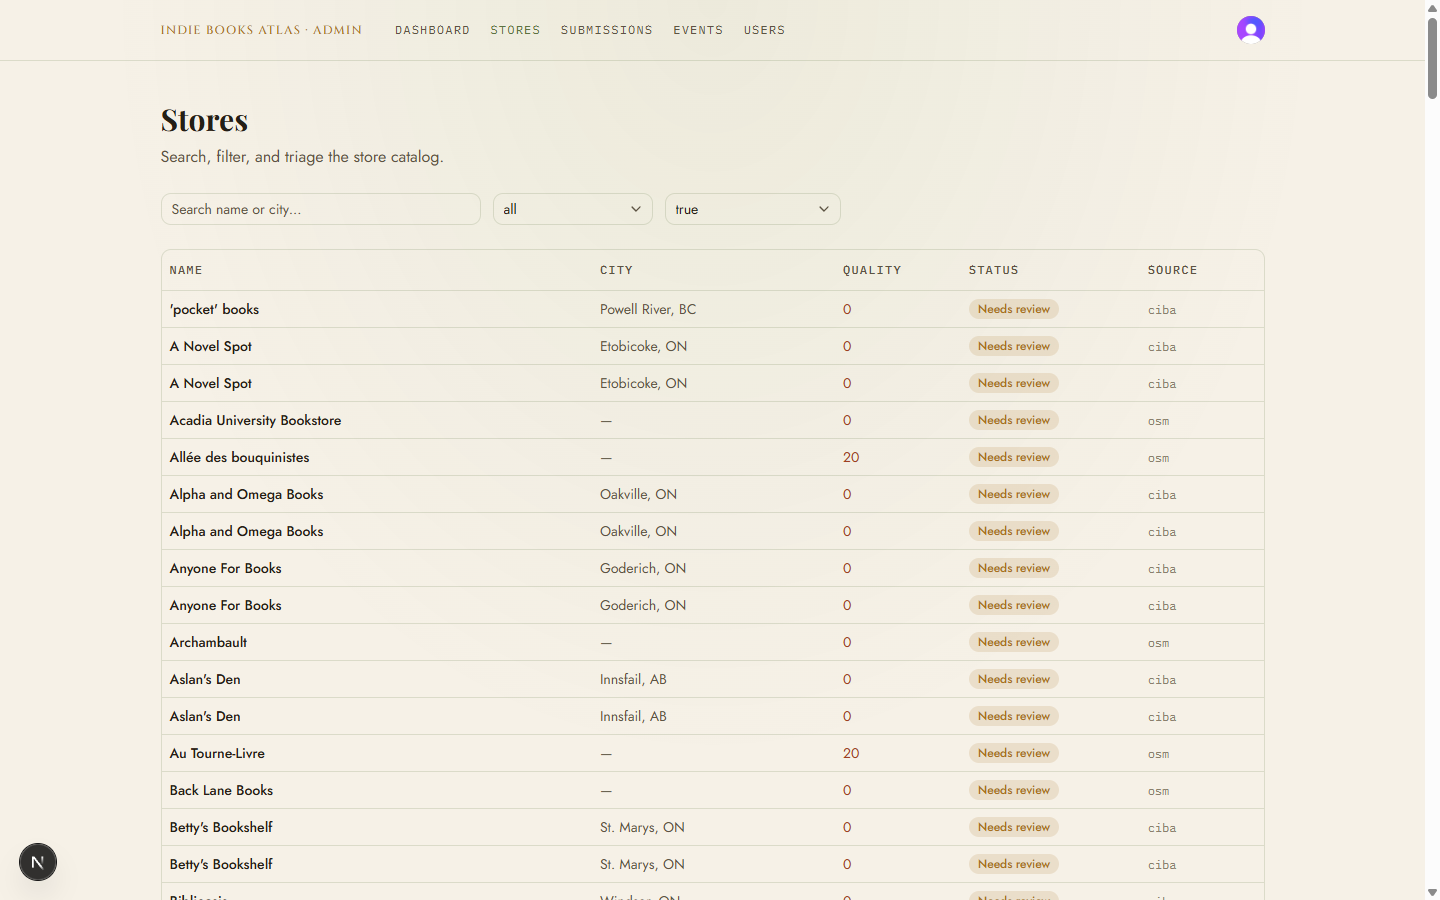 INDIE BOOKS ATLAS · ADMIN DASHBOARD STORES SUBMISSIONS EVENTS USERS
Stores
Search, filter, and triage the store catalog.
Search name or city... all true
NAME CITY QUALITY STATUS SOURCE
'pocket' books Powell River, BC 0 Needs review ciba
A Novel Spot Etobicoke, ON 0 Needs review ciba
A Novel Spot Etobicoke, ON 0 Needs review ciba
Acadia University Bookstore — 0 Needs review osm
Allée des bouquinistes — 20 Needs review osm
Alpha and Omega Books Oakville, ON 0 Needs review ciba
Alpha and Omega Books Oakville, ON 0 Needs review ciba
Anyone For Books Goderich, ON 0 Needs review ciba
Anyone For Books Goderich, ON 0 Needs review ciba
Archambault — 0 Needs review osm
Aslan's Den Innsfail, AB 0 Needs review ciba
Aslan's Den Innsfail, AB 0 Needs review ciba
Au Tourne-Livre — 20 Needs review osm
Back Lane Books — 0 Needs review osm
Betty's Bookshelf St. Marys, ON 0 Needs review ciba
Betty's Bookshelf St. Marys, ON 0 Needs review ciba
N